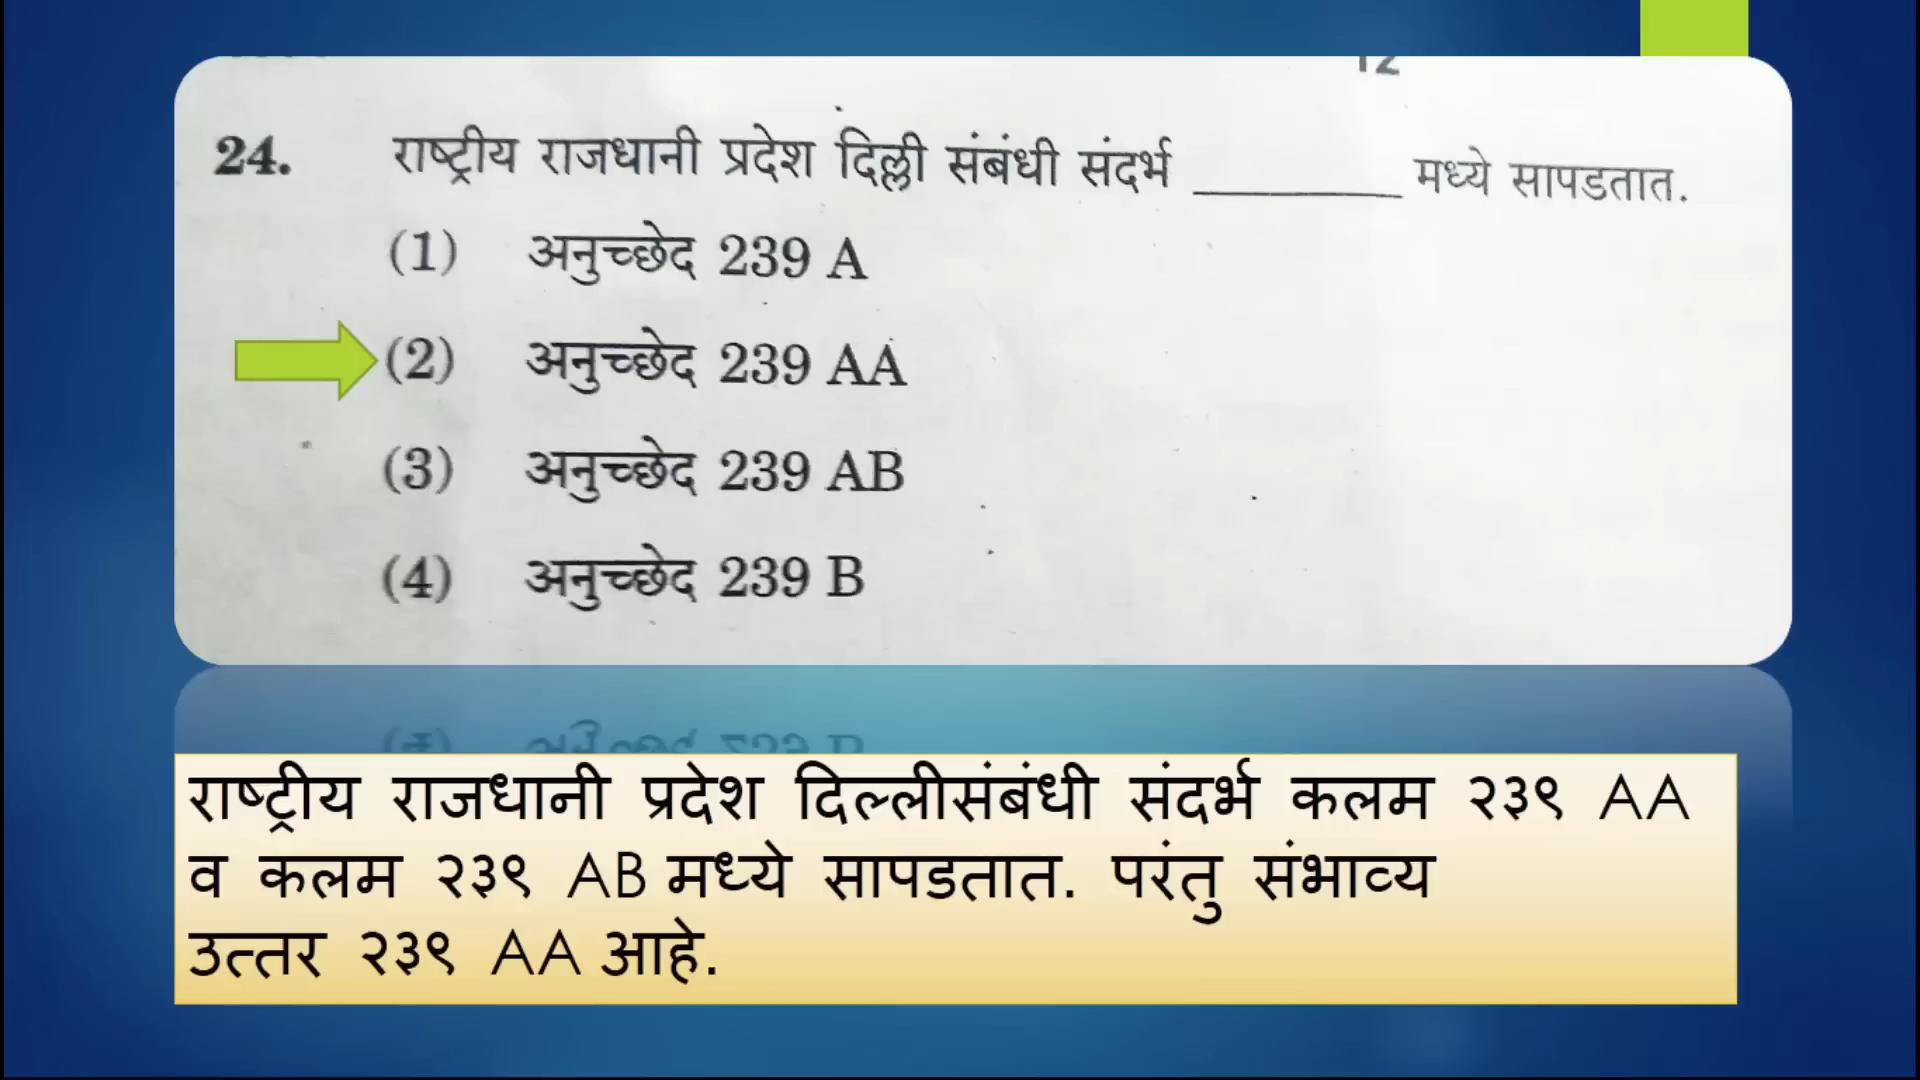 12
24. राष्ट्रीय राजधानी प्रदेश दिल्ली संबंधी संदर्भ ________ मध्ये सापडतात.
(1) अनुच्छेद 239 A
(2) अनुच्छेद 239 AA
(3) अनुच्छेद 239 AB
(4) अनुच्छेद 239 B
राष्ट्रीय राजधानी प्रदेश दिल्लीसंबंधी संदर्भ कलम २३९ AA
व कलम २३९ AB मध्ये सापडतात. परंतु संभाव्य
उत्तर २३९ AA आहे.